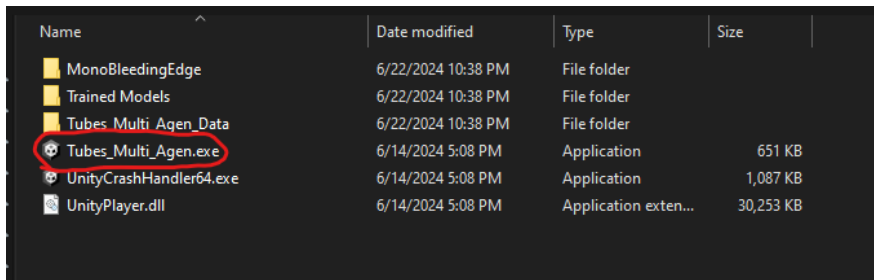 Name Date modified Type Size
MonoBleedingEdge 6/22/2024 10:38 PM File folder
Trained Models 6/22/2024 10:38 PM File folder
Tubes_Multi_Agen_Data 6/22/2024 10:38 PM File folder
Tubes_Multi_Agen.exe 6/14/2024 5:08 PM Application 651 KB
UnityCrashHandler64.exe 6/14/2024 5:08 PM Application 1,087 KB
UnityPlayer.dll 6/14/2024 5:08 PM Application exten... 30,253 KB